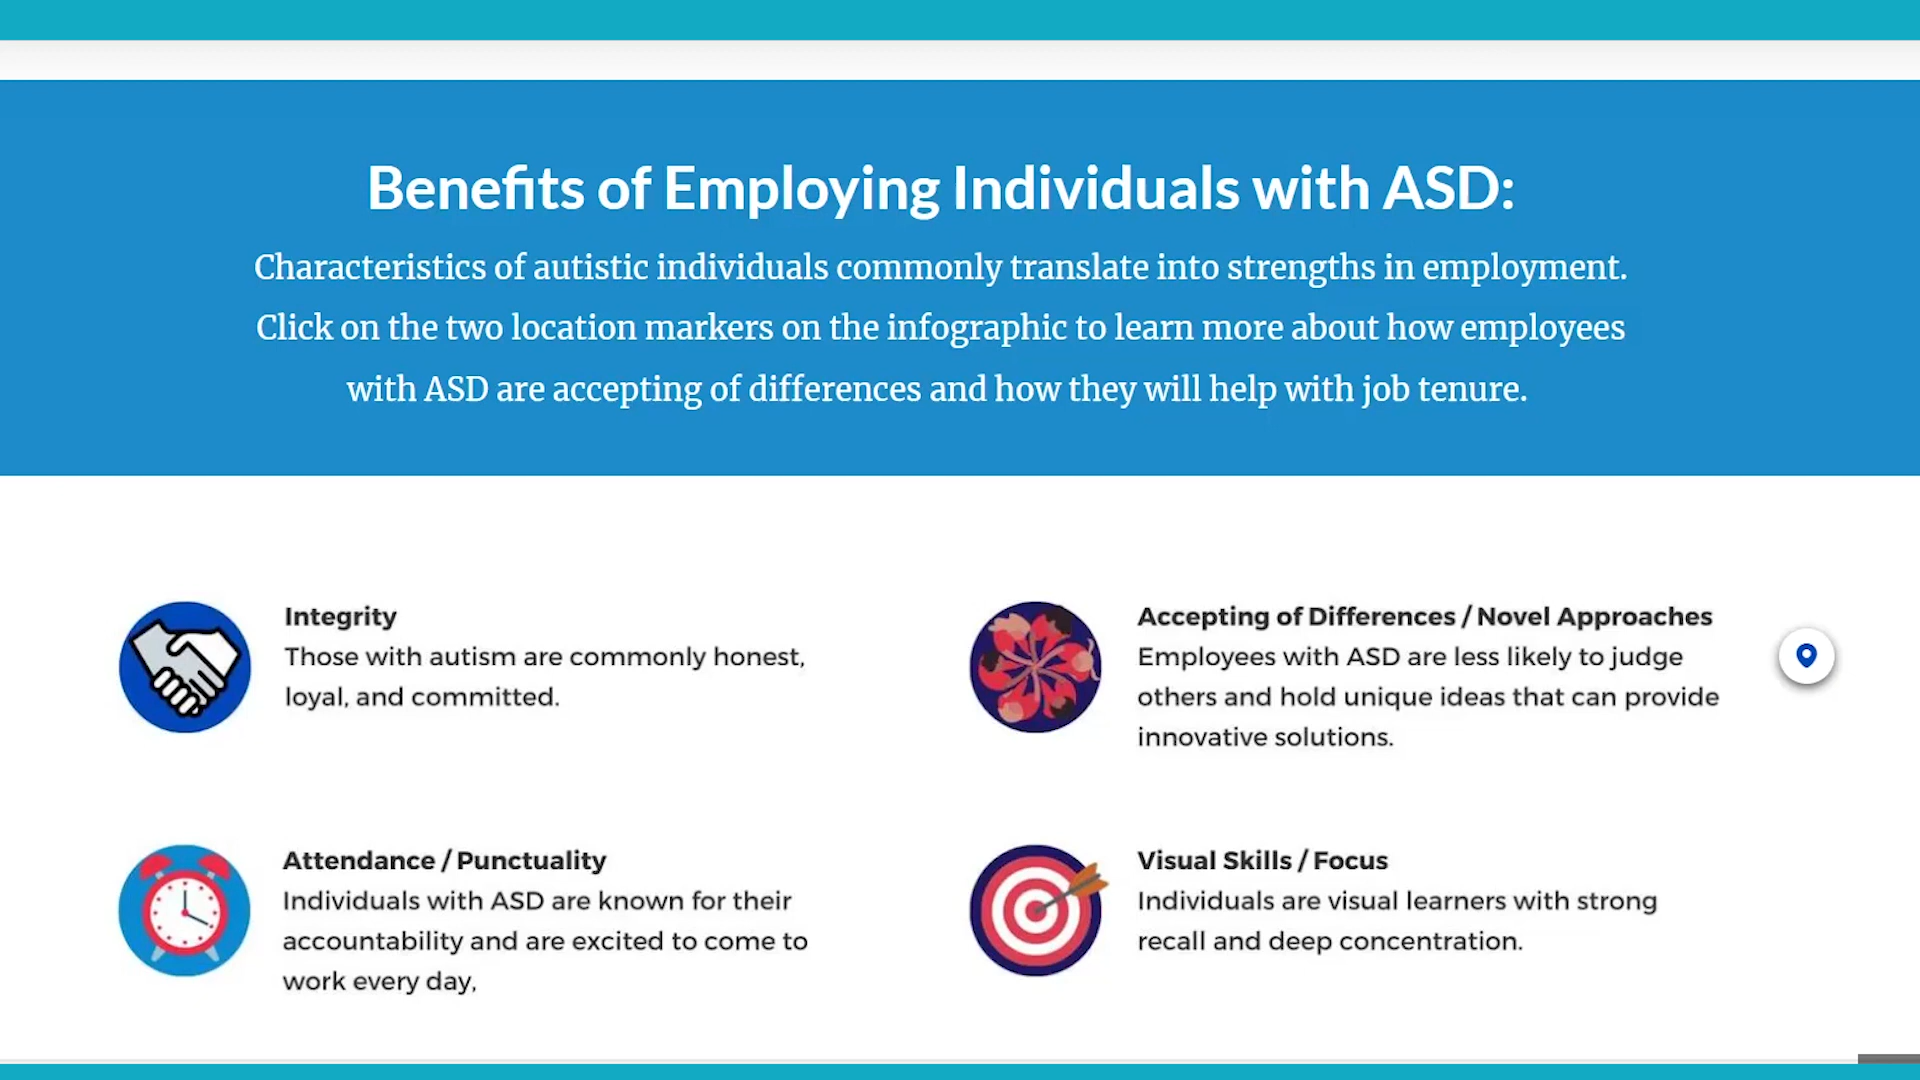 Benefits of Employing Individuals with ASD:
Characteristics of autistic individuals commonly translate into strengths in employment.
Click on the two location markers on the infographic to learn more about how employees
with ASD are accepting of differences and how they will help with job tenure.
Integrity
Those with autism are commonly honest,
loyal, and committed.
Accepting of Differences / Novel Approaches
Employees with ASD are less likely to judge
others and hold unique ideas that can provide
innovative solutions.
Attendance / Punctuality
Individuals with ASD are known for their
accountability and are excited to come to
work every day,
Visual Skills / Focus
Individuals are visual learners with strong
recall and deep concentration.